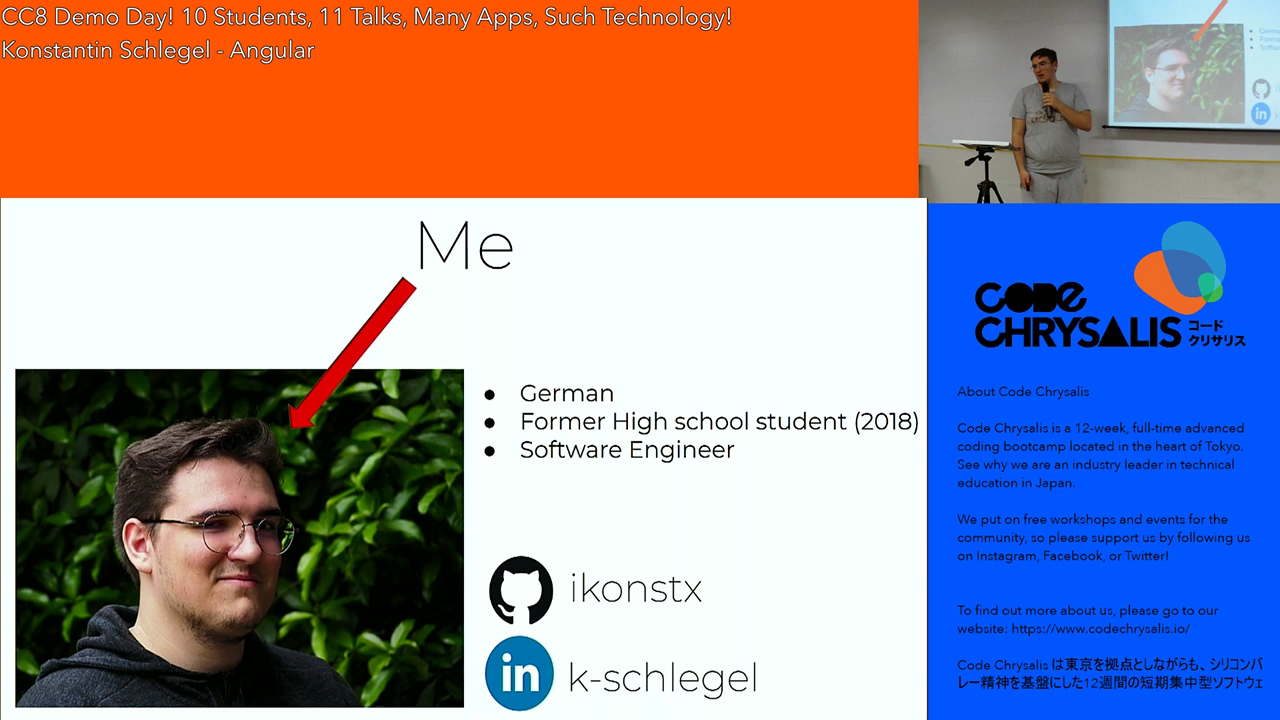 CC8 Demo Day! 10 Students, 11 Talks, Many Apps, Such Technology!
Konstantin Schlegel - Angular
Me
● German
● Former High school student (2018)
● Software Engineer
ikonstx
in k-schlegel
CODE
CHRYSALIS
コード
クリサリス
About Code Chrysalis
Code Chrysalis is a 12-week, full-time advanced
coding bootcamp located in the heart of Tokyo.
See why we are an industry leader in technical
education in Japan.
We put on free workshops and events for the
community, so please support us by following us
on Instagram, Facebook, or Twitter!
To find out more about us, please go to our
website: https://www.codechrysalis.io/
Code Chrysalis は東京を拠点としながらも、シリコンバ
レー精神を基盤にした12週間の短期集中型ソフトウェ